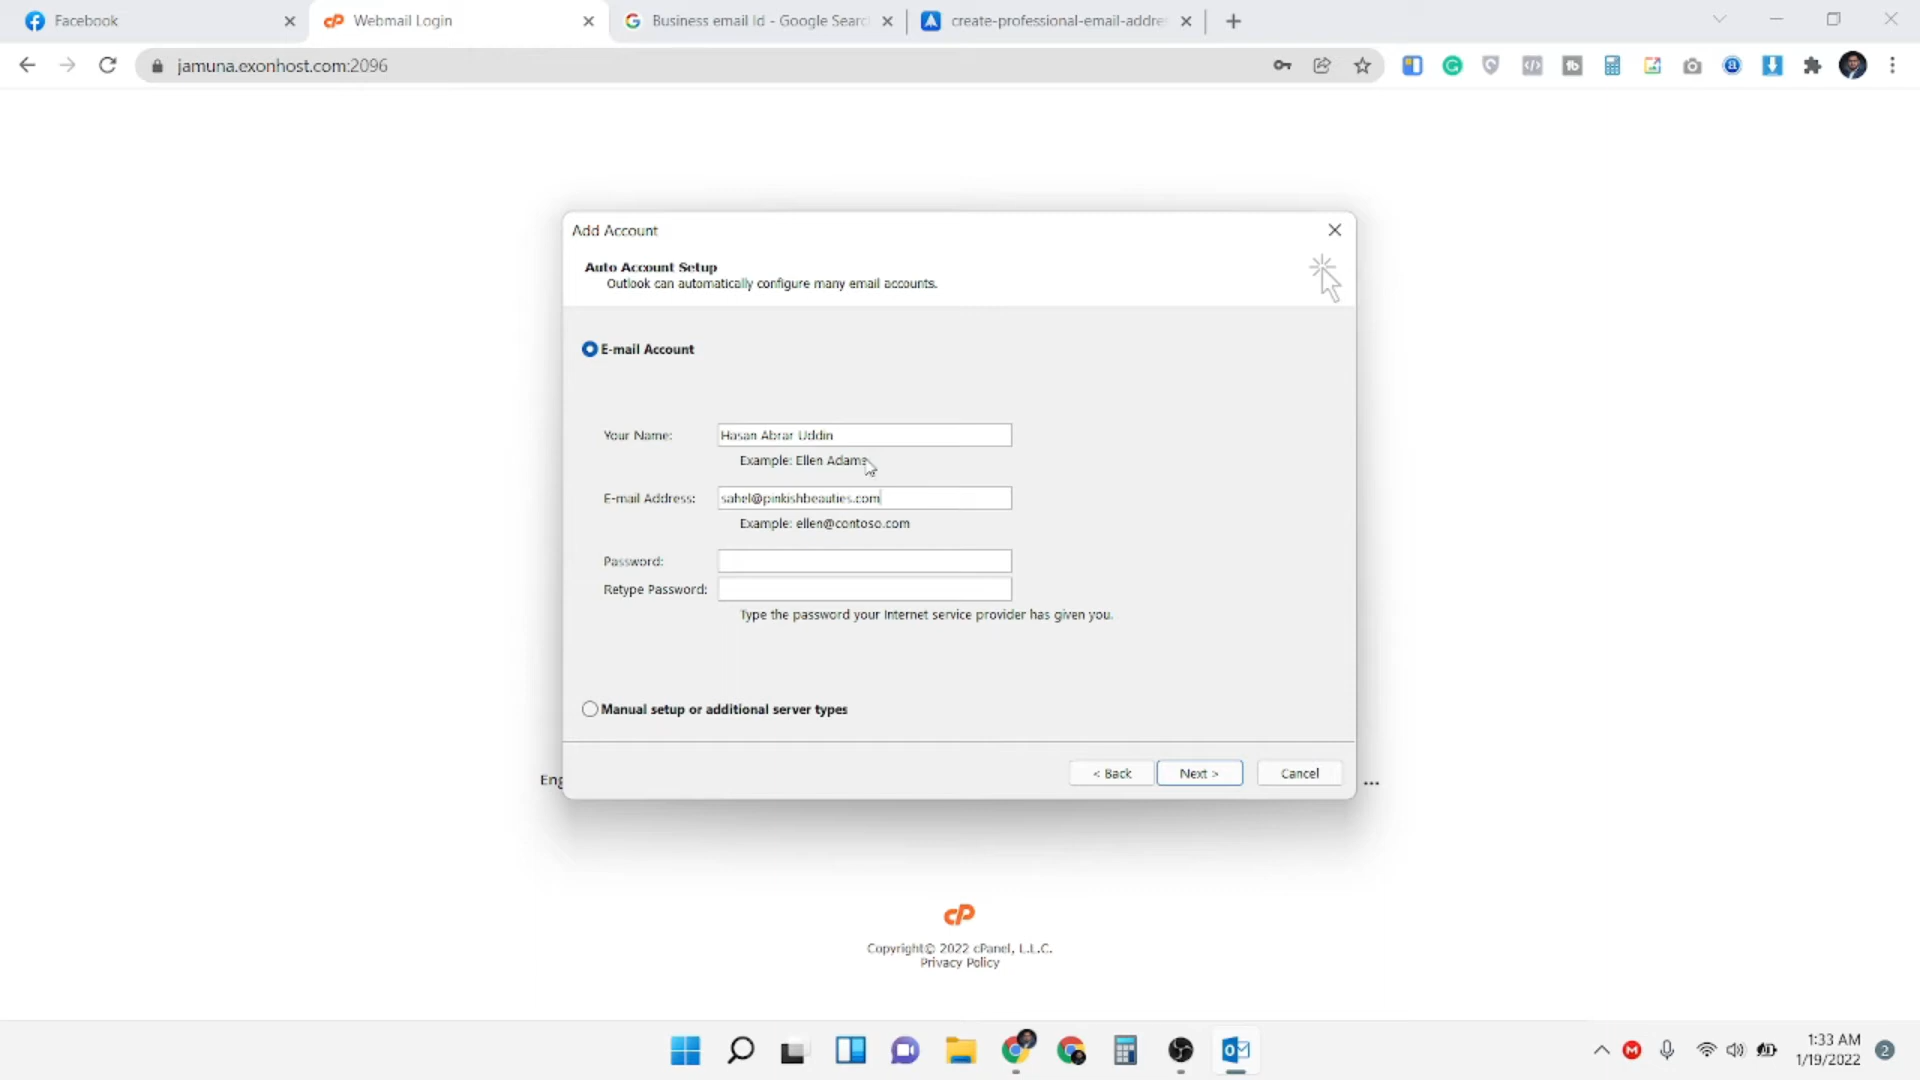 Facebook
Webmail Login
Business email Id - Google Searc
create-professional-email-addre
jamuna.exonhost.com:2096
Add Account
Auto Account Setup
Outlook can automatically configure many email accounts.
E-mail Account
Your Name:
Hasan Abrar Uddin
Example: Ellen Adams
E-mail Address:
sahel@pinkishbeauties.com
Example: ellen@contoso.com
Password:
Retype Password:
Type the password your Internet service provider has given you.
Manual setup or additional server types
< Back
Next >
Cancel
Eng
...
cP
Copyright© 2022 cPanel, L.L.C.
Privacy Policy
1:33 AM
1/19/2022
2